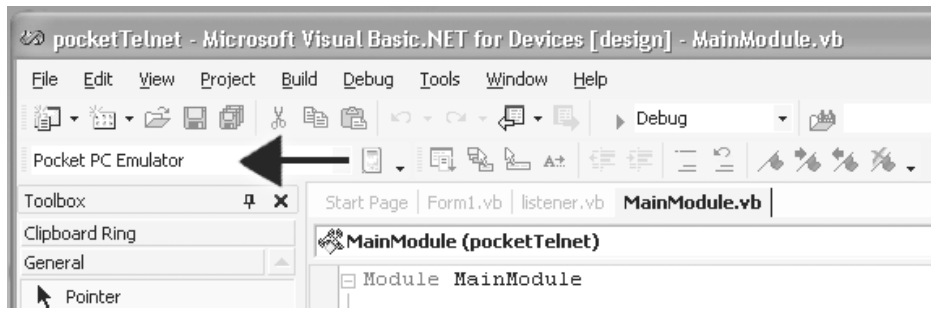 pocketTelnet - Microsoft Visual Basic.NET for Devices [design] - MainModule.vb
File Edit View Project Build Debug Tools Window Help
Debug
Pocket PC Emulator
Toolbox
Start Page Form1.vb listener.vb MainModule.vb
Clipboard Ring
MainModule (pocketTelnet)
General
Module MainModule
Pointer